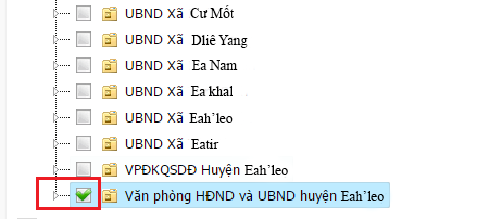 UBND Xã Cư Mốt
UBND Xã Dliê Yang
UBND Xã Ea Nam
UBND Xã Ea khal
UBND Xã Eah'leo
UBND Xã Eatir
VPĐKQSDĐ Huyện Eah'leo
Văn phòng HĐND và UBND huyện Eah'leo